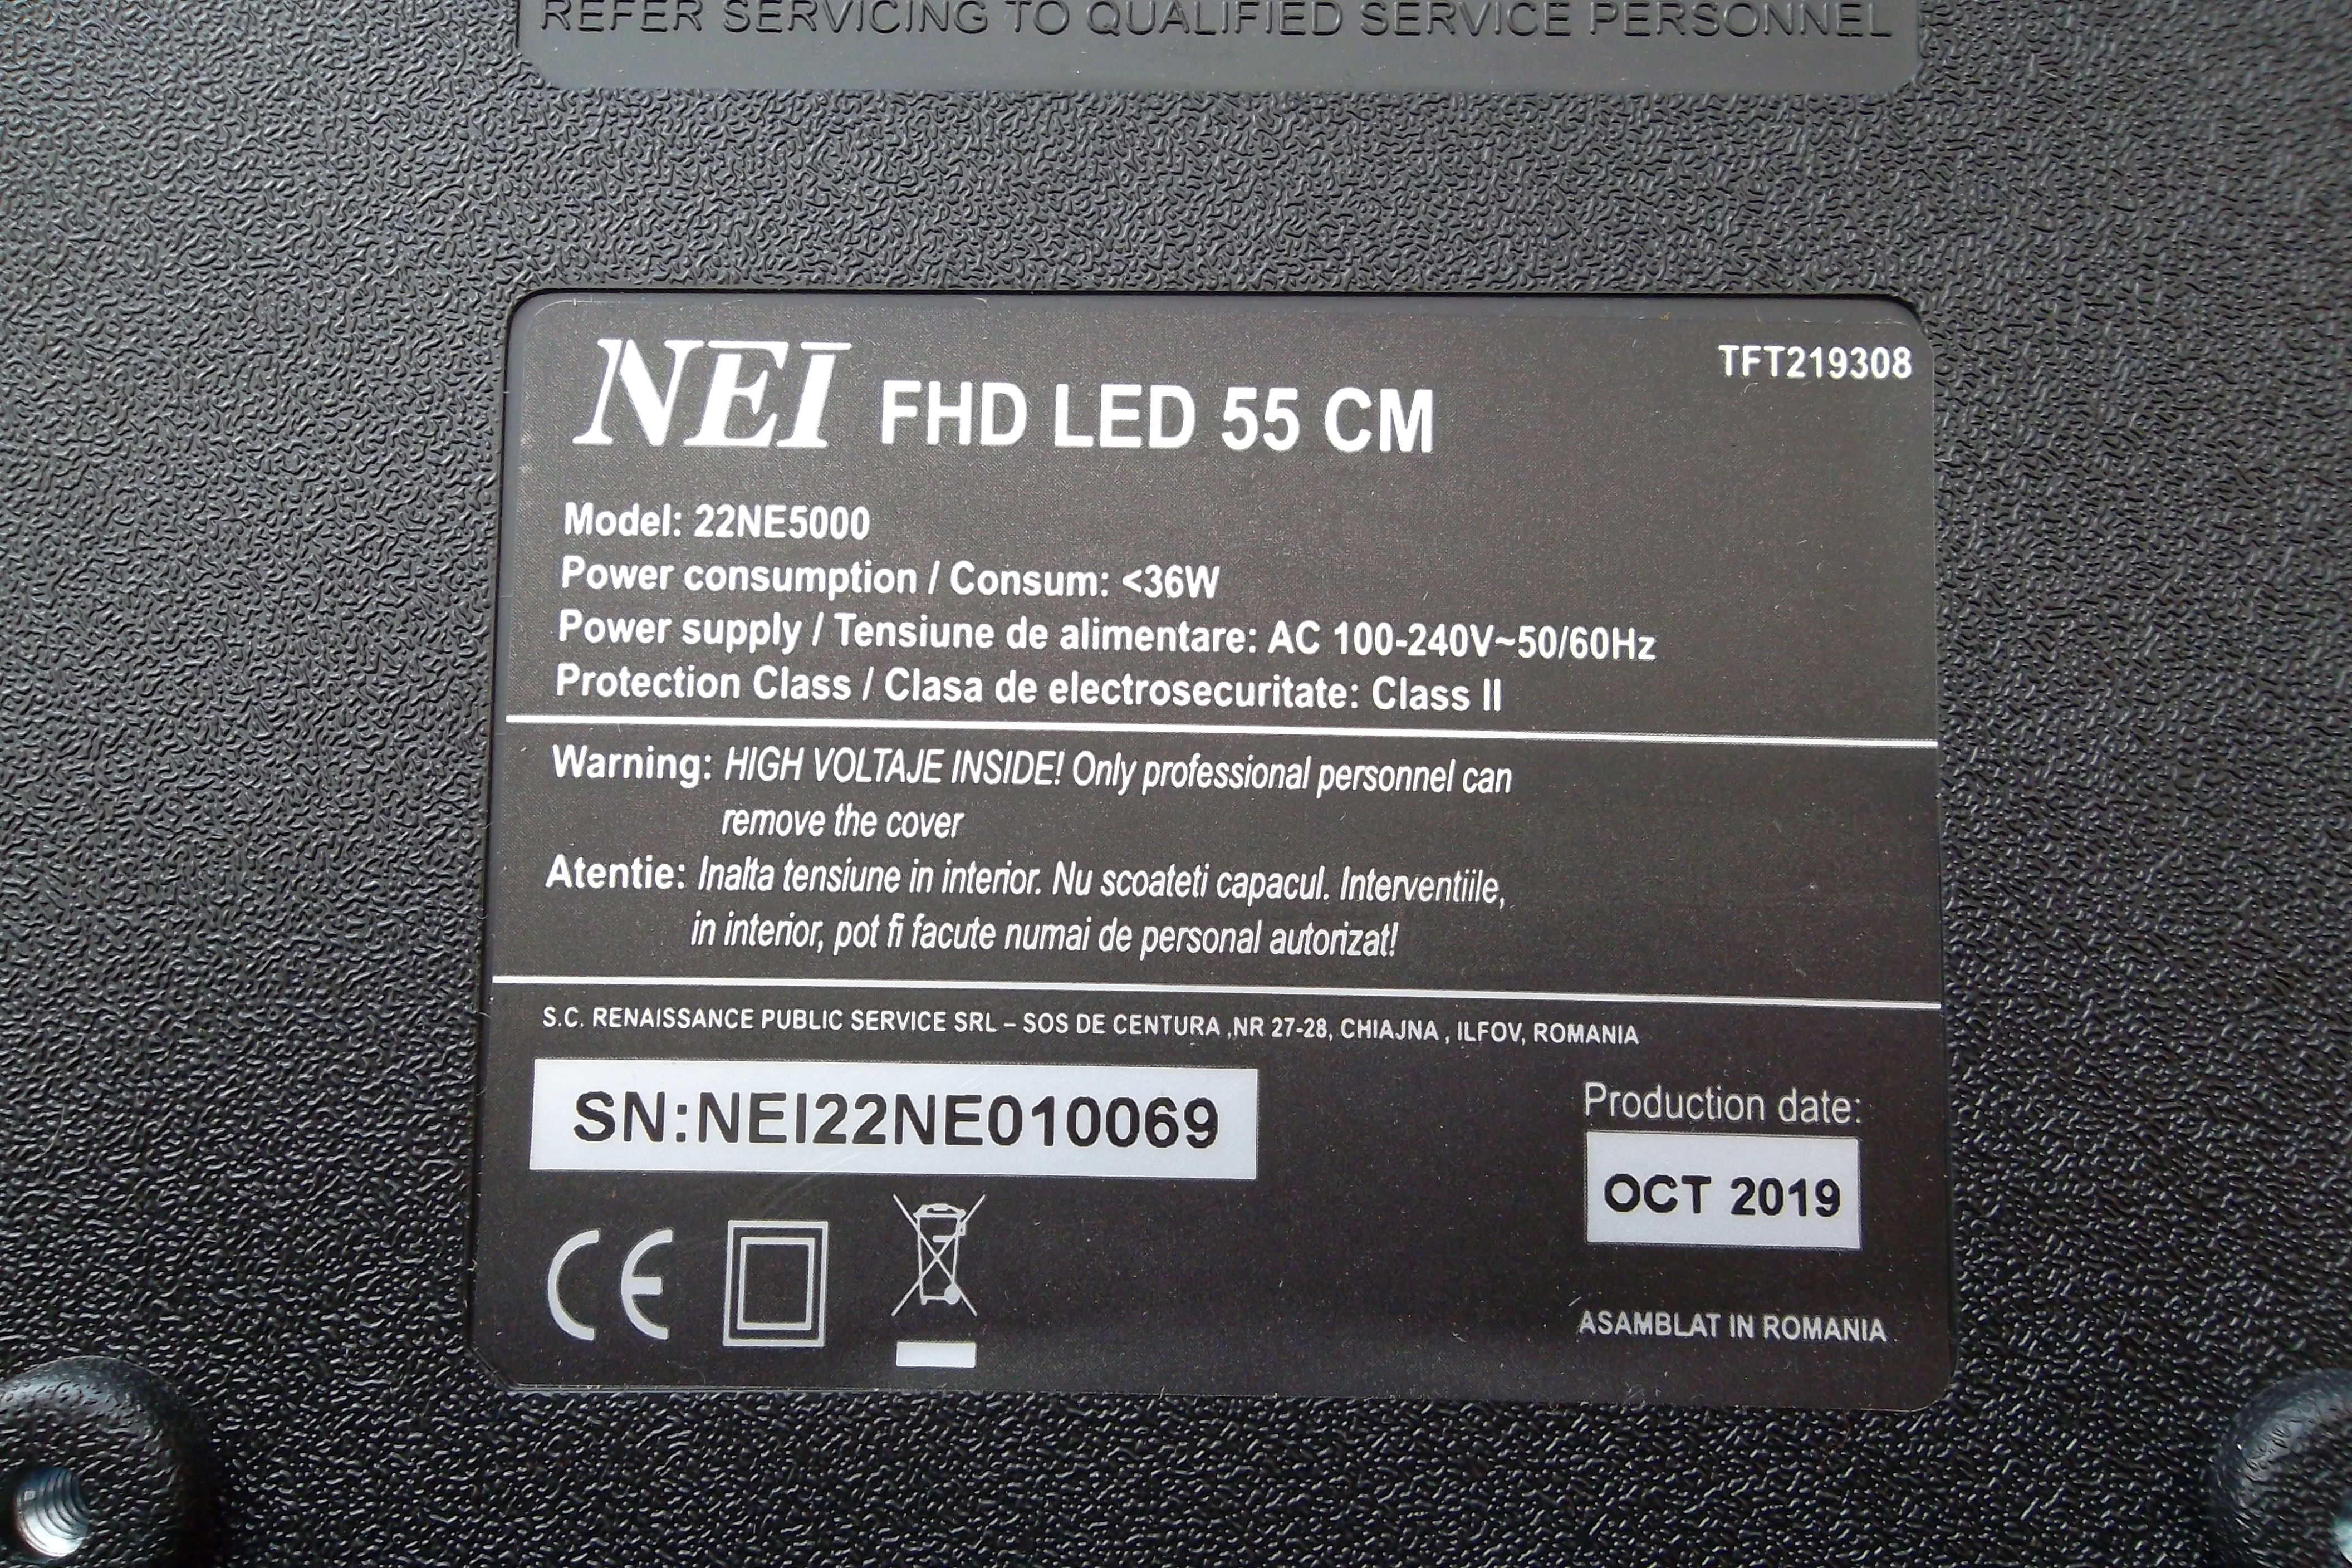 REFER SERVICING TO QUALIFIED SERVICE PERSONNEL
NEI FHD LED 55 CM
TFT219308
Model: 22NE5000
Power consumption / Consum: <36W
Power supply / Tensiune de alimentare: AC 100-240V~50/60Hz
Protection Class / Clasa de electrosecuritate: Class II
Warning: HIGH VOLTAJE INSIDE! Only professional personnel can
remove the cover
Atentie: Inalta tensiune in interior. Nu scoateti capacul. Interventiile,
in interior, pot fi facute numai de personal autorizat!
S.C. RENAISSANCE PUBLIC SERVICE SRL – SOS DE CENTURA ,NR 27-28, CHIAJNA , ILFOV, ROMANIA
SN:NEI22NE010069
Production date:
OCT 2019
CE
ASAMBLAT IN ROMANIA